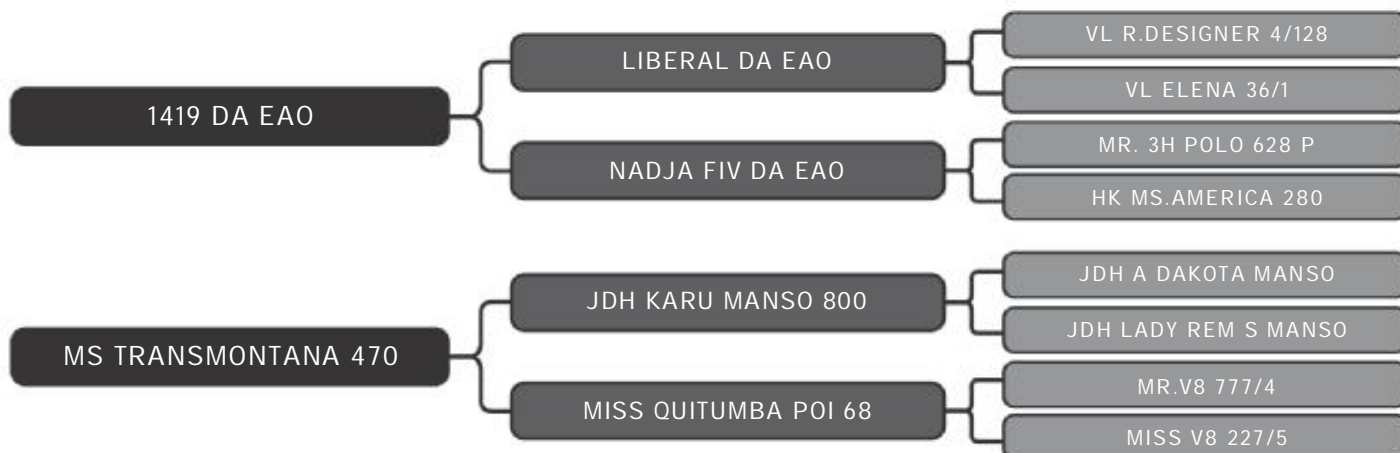 VL R.DESIGNER 4/128
LIBERAL DA EAO
VL ELENA 36/1
1419 DA EAO
MR. 3H POLO 628 P
NADJA FIV DA EAO
HK MS.AMERICA 280
JDH A DAKOTA MANSO
JDH KARU MANSO 800
JDH LADY REM S MANSO
MS TRANSMONTANA 470
MR.V8 777/4
MISS QUITUMBA POI 68
MISS V8 227/5